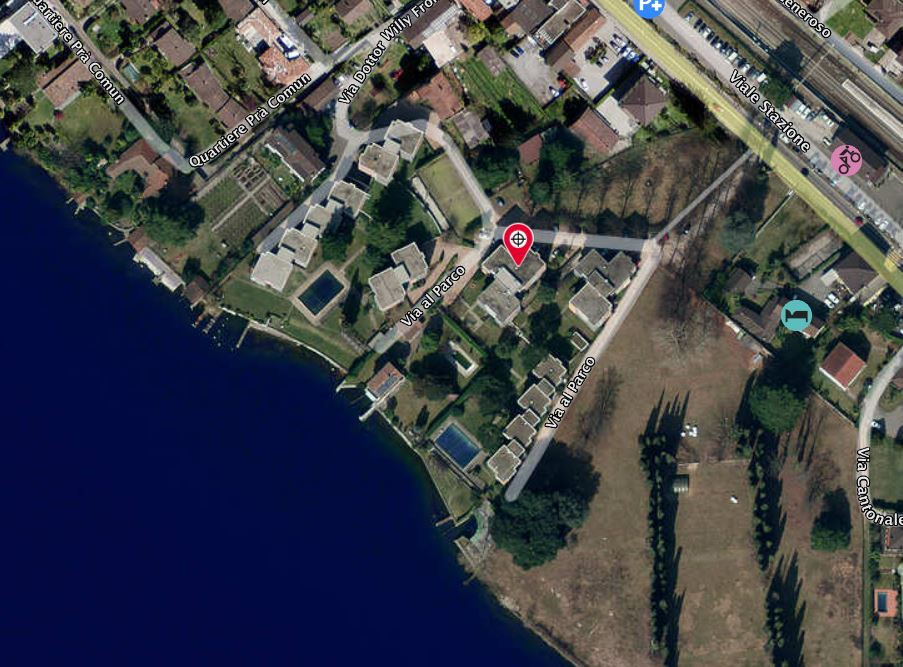 Quartiere Prà Comun
Via Dottor Willy Fro
P+
eneroso
Viale Stazione
Quartiere Prà Comun
Via al Parco
Via al Parco
Via Cantonale